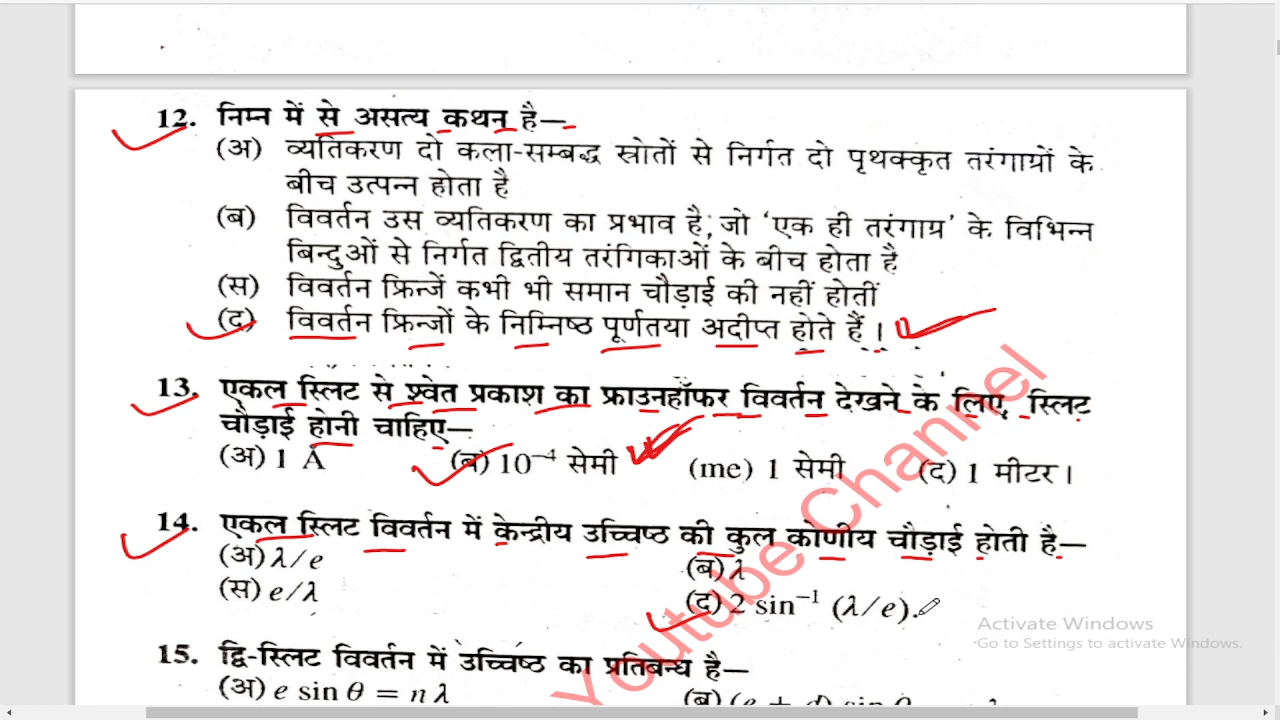 12. निम्न में से असत्य कथन है—
(अ) व्यतिकरण दो कला-सम्बद्ध स्रोतों से निर्गत दो पृथक्कृत तरंगाग्रों के
बीच उत्पन्न होता है
(ब) विवर्तन उस व्यतिकरण का प्रभाव है, जो ‘एक ही तरंगाग्र’ के विभिन्न
बिन्दुओं से निर्गत द्वितीय तरंगिकाओं के बीच होता है
(स) विवर्तन फ्रिन्जें कभी भी समान चौड़ाई की नहीं होतीं
(द) विवर्तन फ्रिन्जों के निम्निष्ठ पूर्णतया अदीप्त होते हैं।
13. एकल स्लिट से श्वेत प्रकाश का फ्राउनहॉफर विवर्तन देखने के लिए, स्लिट
चौड़ाई होनी चाहिए—
(अ) 1 Å (ब) 10⁻⁴ सेमी (me) 1 सेमी (द) 1 मीटर।
14. एकल स्लिट विवर्तन में केन्द्रीय उच्चिष्ठ की कुल कोणीय चौड़ाई होती है—
(अ) λ/e (ब) λ
(स) e/λ (द) 2 sin⁻¹ (λ/e).
15. द्वि-स्लिट विवर्तन में उच्चिष्ठ का प्रतिबन्ध है—
(अ) e sin θ = n λ (ब) (e + d) sin θ
Youtube Channel
Activate Windows
Go to Settings to activate Windows.